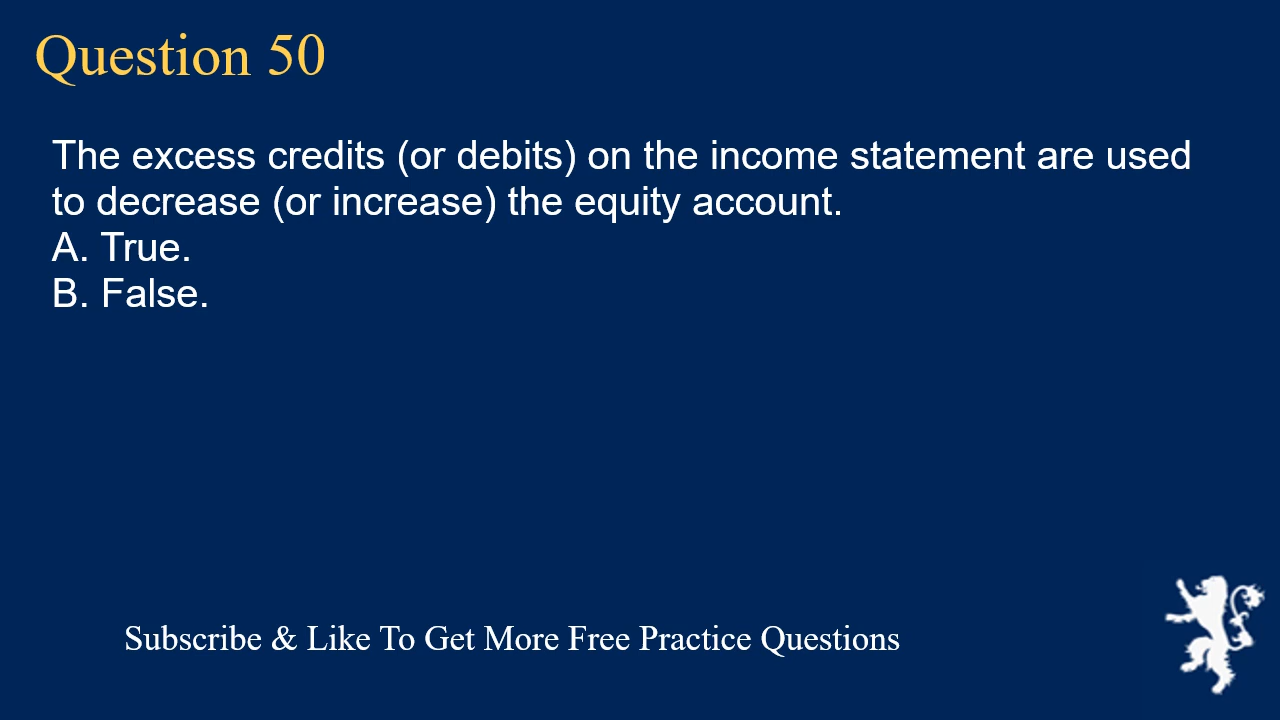 Question 50
The excess credits (or debits) on the income statement are used
to decrease (or increase) the equity account.
A. True.
B. False.
Subscribe & Like To Get More Free Practice Questions